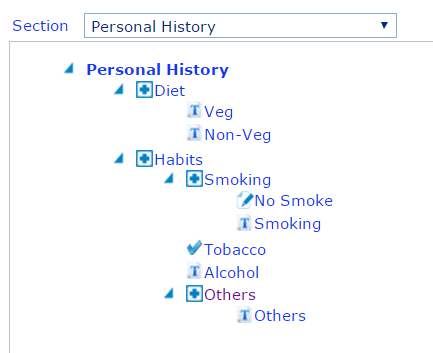 Section Personal History
Personal History
Diet
Veg
Non-Veg
Habits
Smoking
No Smoke
Smoking
Tobacco
Alcohol
Others
Others